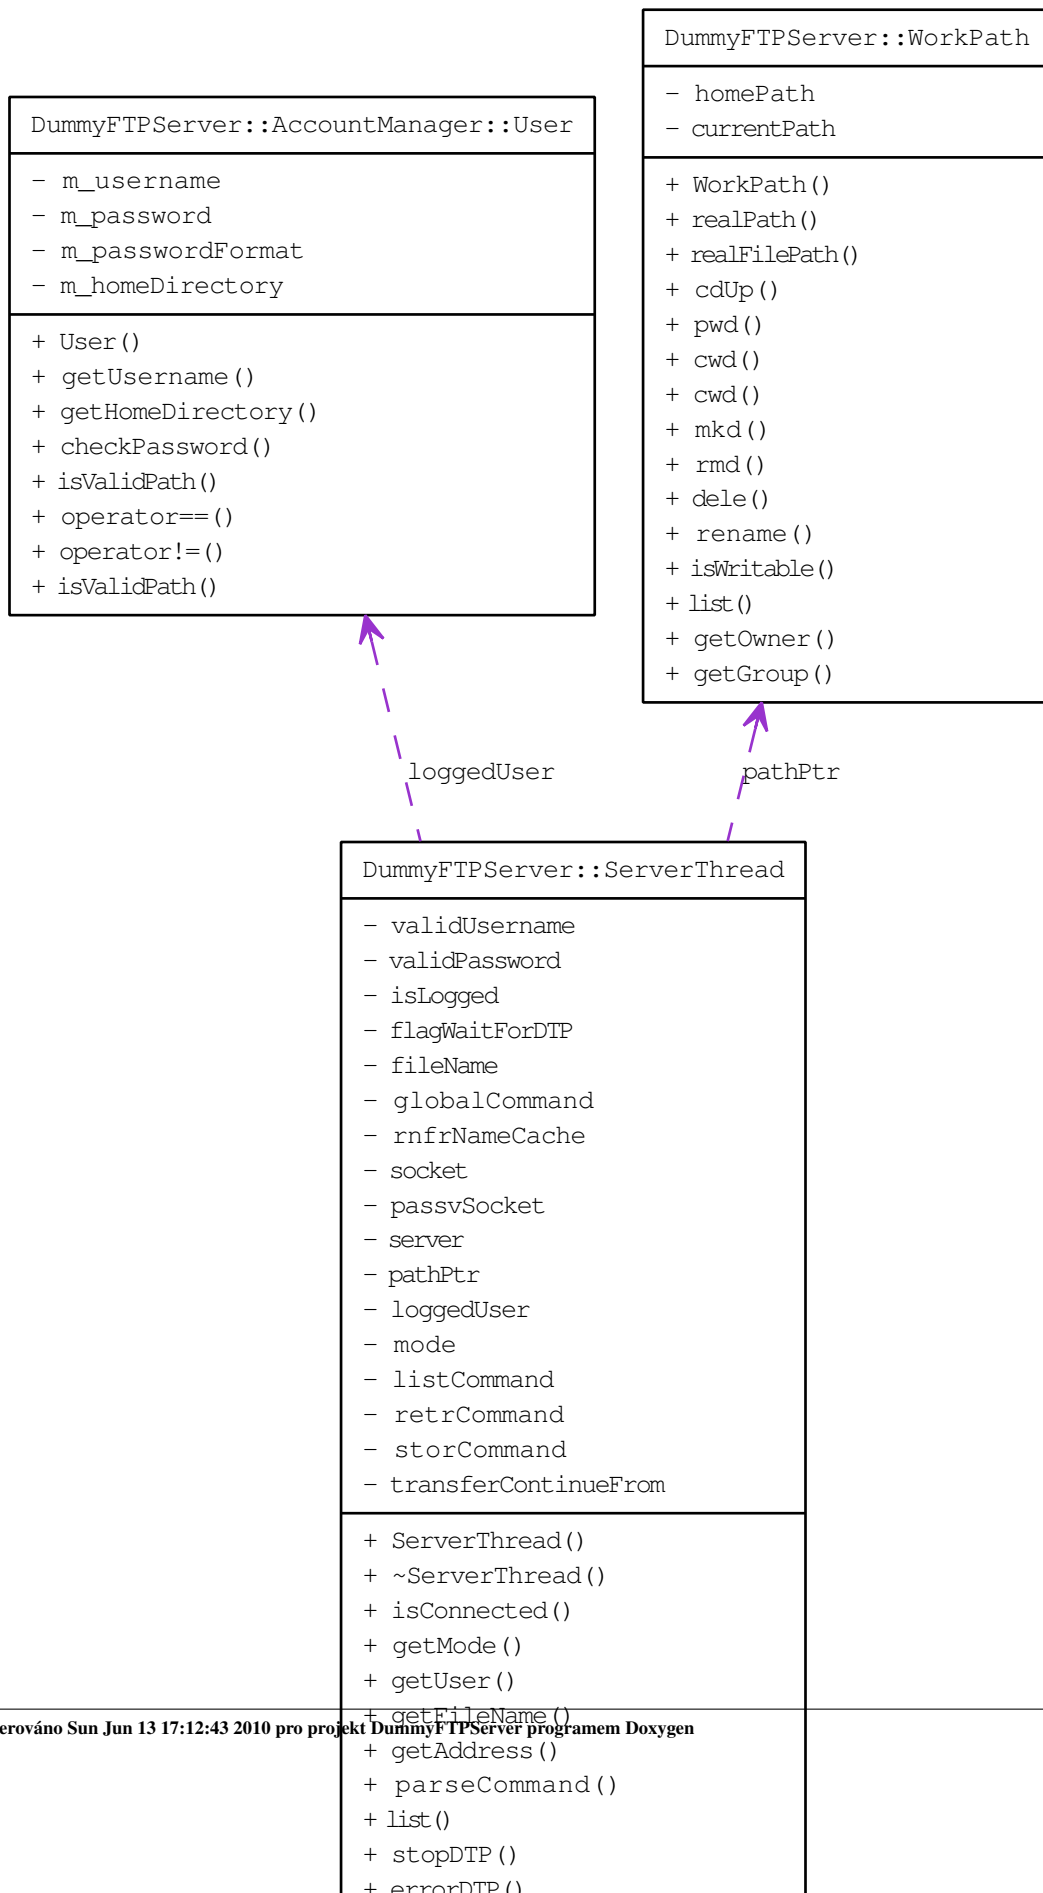 DummyFTPServer::WorkPath
- homePath
- currentPath
+ WorkPath()
+ realPath()
+ realFilePath()
+ cdUp()
+ pwd()
+ cwd()
+ cwd()
+ mkd()
+ rmd()
+ dele()
+ rename()
+ isWritable()
+ list()
+ getOwner()
+ getGroup()
DummyFTPServer::AccountManager::User
- m_username
- m_password
- m_passwordFormat
- m_homeDirectory
+ User()
+ getUsername()
+ getHomeDirectory()
+ checkPassword()
+ isValidPath()
+ operator==()
+ operator!=()
+ isValidPath()
loggedUser
pathPtr
DummyFTPServer::ServerThread
- validUsername
- validPassword
- isLogged
- flagWaitForDTP
- fileName
- globalCommand
- rnfrNameCache
- socket
- passvSocket
- server
- pathPtr
- loggedUser
- mode
- listCommand
- retrCommand
- storCommand
- transferContinueFrom
+ ServerThread()
+ ~ServerThread()
+ isConnected()
+ getMode()
+ getUser()
+ getFileName()
erováno Sun Jun 13 17:12:43 2010 pro projekt DummyFTPServer programem Doxygen
+ getAddress()
+ parseCommand()
+ list()
+ stopDTP()
+ errorDTP()